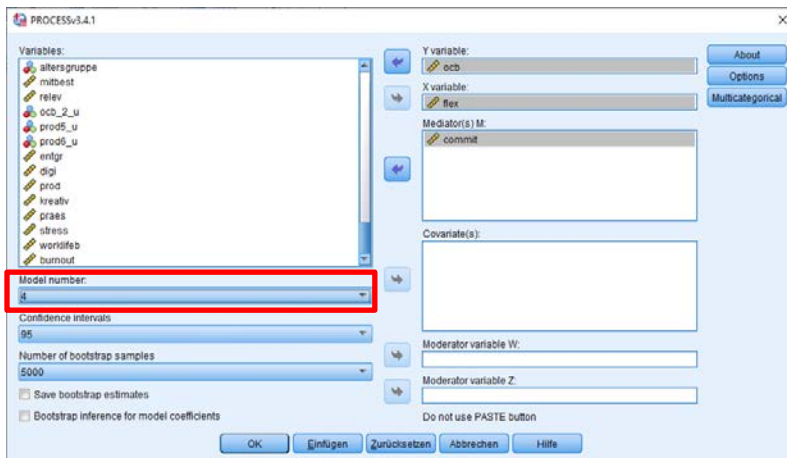 PROCESSv3.4.1
Variables:
altersgruppe
mitbest
relev
ocb_2_u
prod5_u
prod6_u
entgr
digi
prod
kreativ
praes
stress
worklifeb
burnout
Model number:
4
Confidence intervals
95
Number of bootstrap samples
5000
Save bootstrap estimates
Bootstrap inference for model coefficients
Y variable:
ocb
X variable:
flex
Mediator(s) M:
commit
Covariate(s):
Moderator variable W:
Moderator variable Z:
Do not use PASTE button
About
Options
Multicategorical
OK
Einfügen
Zurücksetzen
Abbrechen
Hilfe